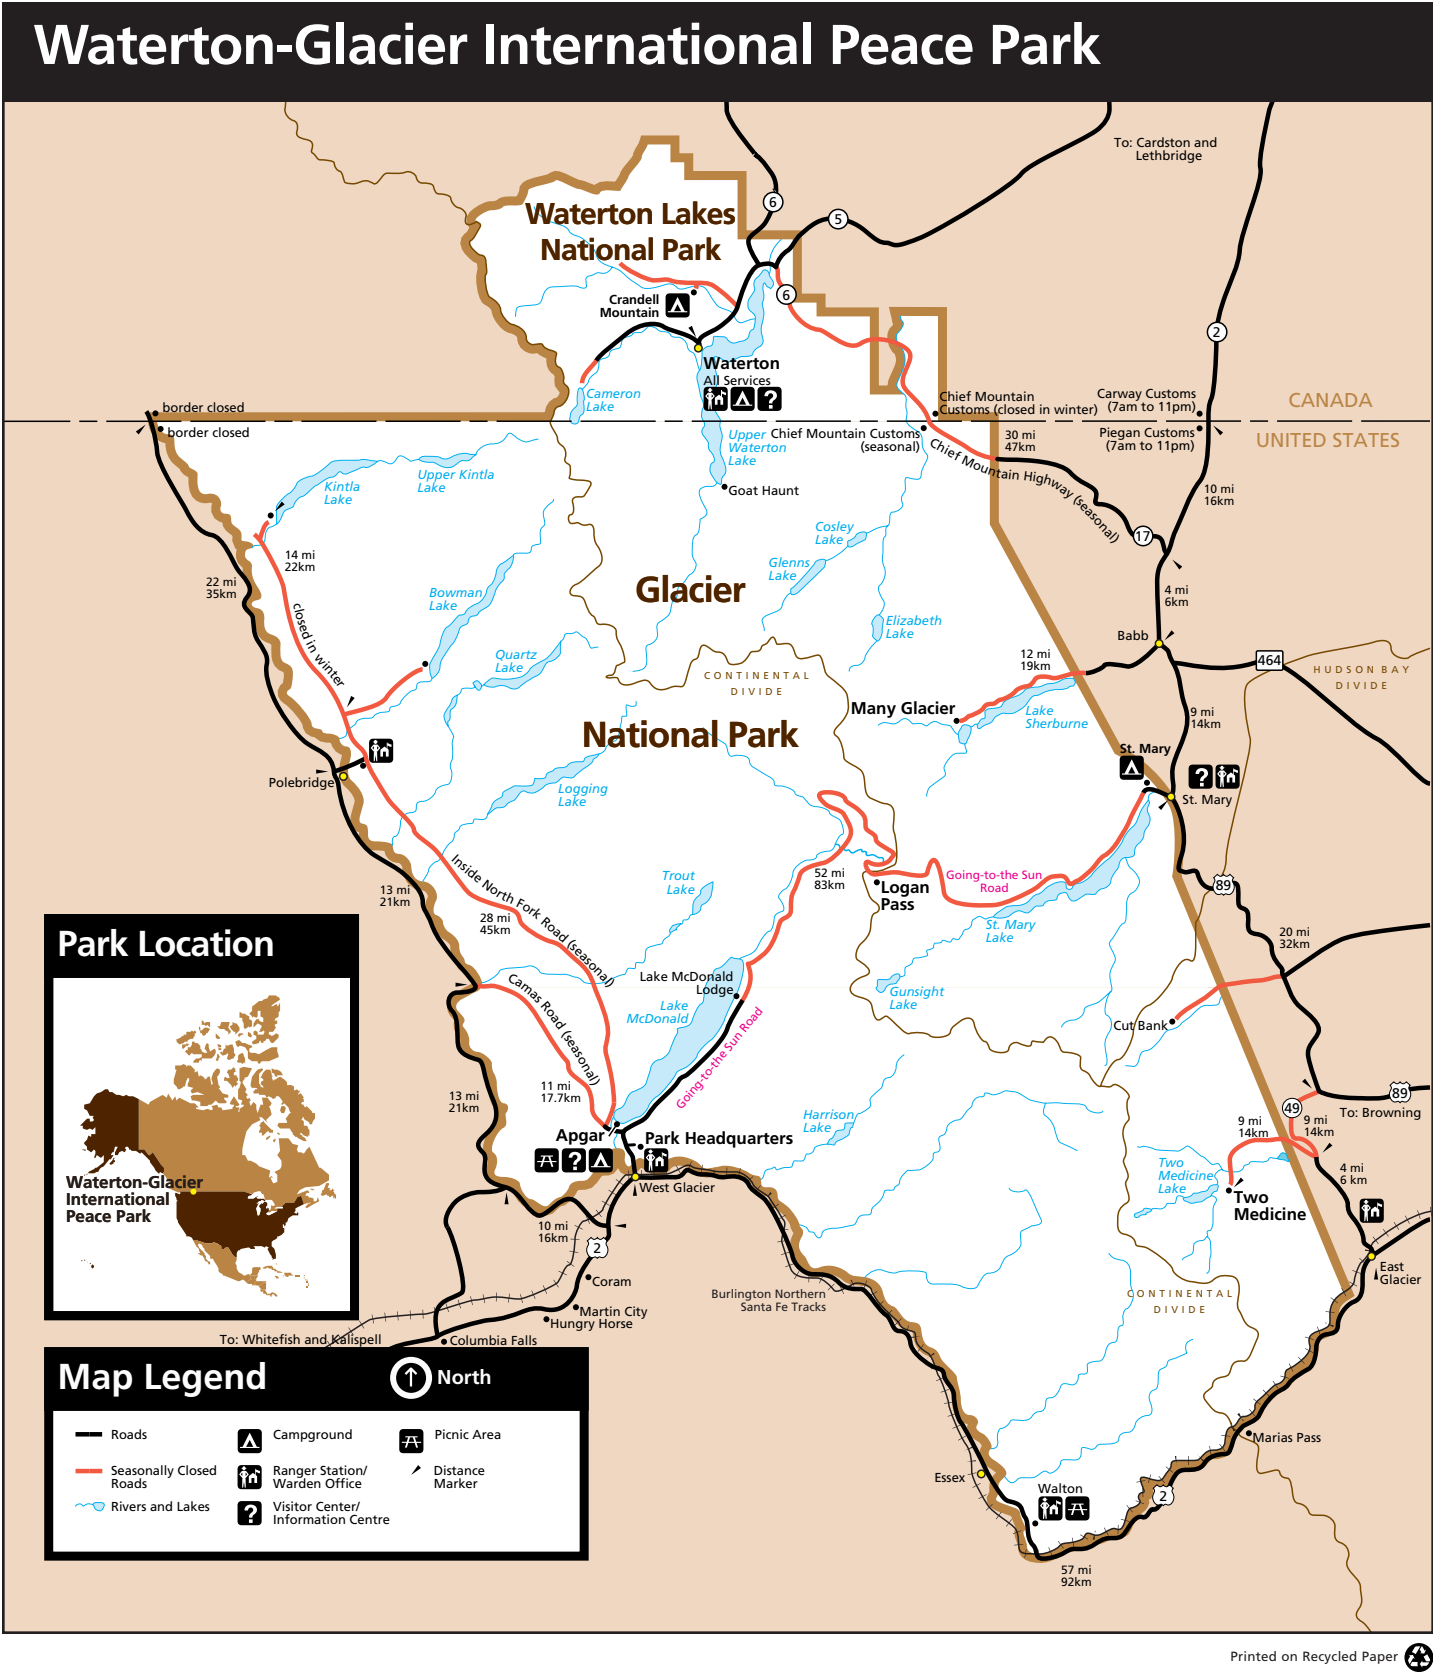 Waterton-Glacier International Peace Park
To: Cardston and
Lethbridge
6
5
Waterton Lakes
National Park
6
Crandell
Mountain
2
Waterton
All Services
Cameron
Lake
border closed
border closed
Chief Mountain
Customs (closed in winter)
Carway Customs
(7am to 11pm)
CANADA
Piegan Customs
(7am to 11pm)
UNITED STATES
Upper
Waterton
Lake
Chief Mountain Customs
(seasonal)
30 mi
47km
Chief Mountain Highway (seasonal)
Kintla
Lake
Upper Kintla
Lake
Goat Haunt
10 mi
16km
17
Cosley
Lake
Glenns
Lake
14 mi
22km
22 mi
35km
Glacier
Bowman
Lake
closed in winter
4 mi
6km
Elizabeth
Lake
Babb
Quartz
Lake
12 mi
19km
464
HUDSON BAY
DIVIDE
CONTINENTAL
DIVIDE
Many Glacier
Lake
Sherburne
9 mi
14km
National Park
St. Mary
Polebridge
Logging
Lake
St. Mary
Inside North Fork Road (seasonal)
13 mi
21km
Trout
Lake
52 mi
83km
Going-to-the Sun
Road
Logan
Pass
89
28 mi
45km
St. Mary
Lake
20 mi
32km
Camas Road (seasonal)
Lake McDonald
Lodge
Gunsight
Lake
Lake
McDonald
Going-to-the Sun Road
Cut Bank
11 mi
17.7km
13 mi
21km
89
To: Browning
49
9 mi
14km
9 mi
14km
Harrison
Lake
Apgar
Park Headquarters
West Glacier
Two
Medicine
Lake
4 mi
6 km
Two
Medicine
10 mi
16km
2
Coram
Martin City
Hungry Horse
Columbia Falls
To: Whitefish and Kalispell
Burlington Northern
Santa Fe Tracks
CONTINENTAL
DIVIDE
East
Glacier
Marias Pass
Essex
Walton
2
57 mi
92km
Park Location
Waterton-Glacier
International
Peace Park
Map Legend
North
Roads
Campground
Picnic Area
Seasonally Closed
Roads
Ranger Station/
Warden Office
Distance
Marker
Rivers and Lakes
Visitor Center/
Information Centre
Printed on Recycled Paper